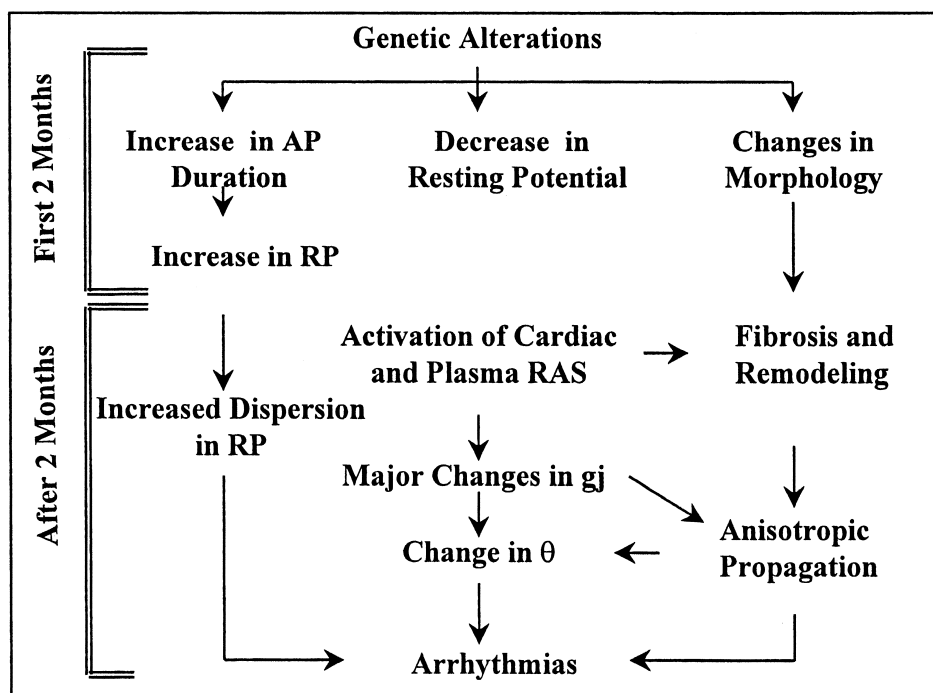 Genetic Alterations
First 2 Months
Increase in AP
Duration
Decrease in
Resting Potential
Changes in
Morphology
Increase in RP
After 2 Months
Activation of Cardiac
and Plasma RAS
Fibrosis and
Remodeling
Increased Dispersion
in RP
Major Changes in gj
Anisotropic
Propagation
Change in θ
Arrhythmias